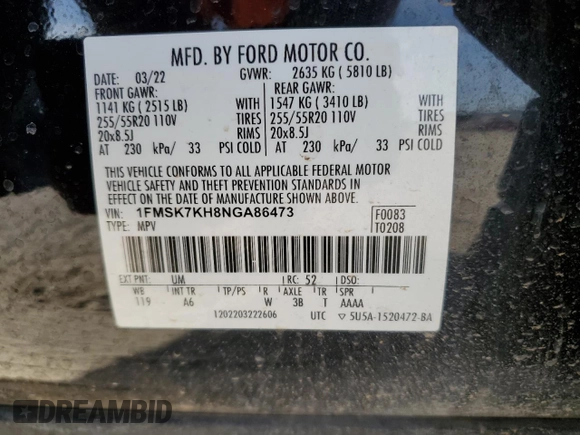 MFD. BY FORD MOTOR CO.
DATE: 03/22 GVWR: 2635 KG ( 5810 LB)
FRONT GAWR: REAR GAWR:
1141 KG ( 2515 LB) WITH 1547 KG ( 3410 LB) WITH
255/55R20 110V TIRES 255/55R20 110V TIRES
20x8.5J RIMS 20x8.5J RIMS
AT 230 kPa/ 33 PSI COLD AT 230 kPa/ 33 PSI COLD
THIS VEHICLE CONFORMS TO ALL APPLICABLE FEDERAL MOTOR
VEHICLE SAFETY AND THEFT PREVENTION STANDARDS IN
EFFECT ON THE DATE OF MANUFACTURE SHOWN ABOVE.
VIN: 1FMSK7KH8NGA86473 F0083
TYPE: MPV T0208
EXT PNT: UM RC: 52 DSO:
WB INT TR TP/PS R AXLE TR SPR
119 A6 W 3B T AAAA
1202203222606 UTC ▽ 5U5A-1520472-BA
DREAMBID